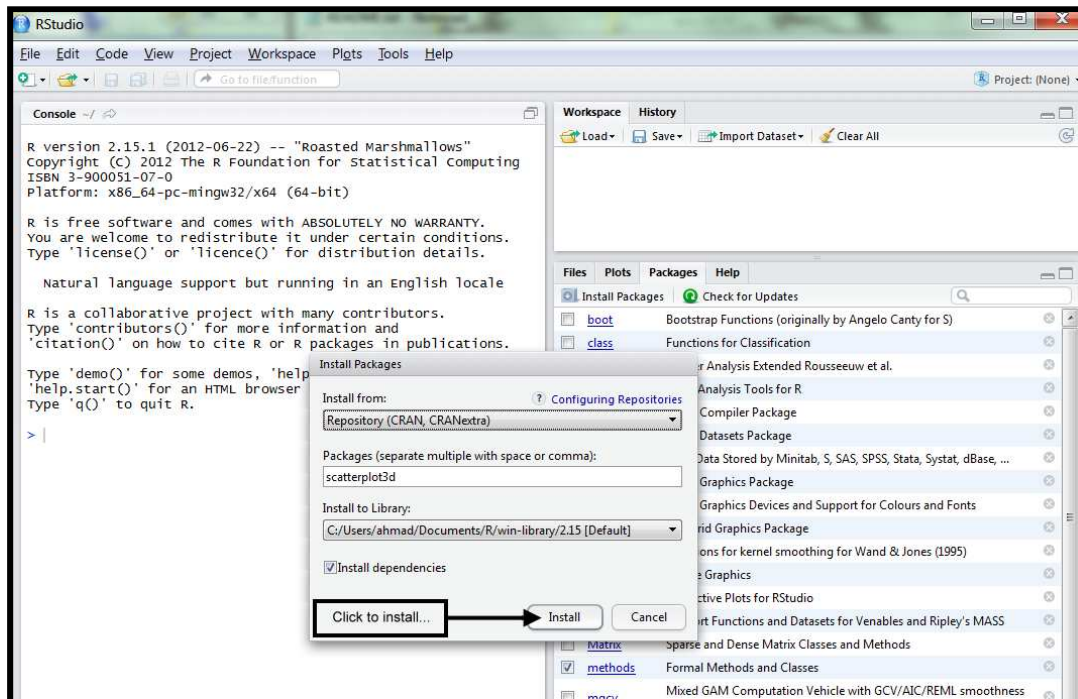 RStudio
File Edit Code View Project Workspace Plots Tools Help
Go to file/function
Project: (None)
Console ~/
R version 2.15.1 (2012-06-22) -- "Roasted Marshmallows"
Copyright (C) 2012 The R Foundation for Statistical Computing
ISBN 3-900051-07-0
Platform: x86_64-pc-mingw32/x64 (64-bit)
R is free software and comes with ABSOLUTELY NO WARRANTY.
You are welcome to redistribute it under certain conditions.
Type 'license()' or 'licence()' for distribution details.
Natural language support but running in an English locale
R is a collaborative project with many contributors.
Type 'contributors()' for more information and
'citation()' on how to cite R or R packages in publications.
Type 'demo()' for some demos, 'help
'help.start()' for an HTML browser
Type 'q()' to quit R.
>
Workspace History
Load Save Import Dataset Clear All
Files Plots Packages Help
Install Packages Check for Updates
boot Bootstrap Functions (originally by Angelo Canty for S)
class Functions for Classification
r Analysis Extended Rousseeuw et al.
Analysis Tools for R
Compiler Package
Datasets Package
Data Stored by Minitab, S, SAS, SPSS, Stata, Systat, dBase, ...
Graphics Package
Graphics Devices and Support for Colours and Fonts
rid Graphics Package
ons for kernel smoothing for Wand & Jones (1995)
e Graphics
ctive Plots for RStudio
rt Functions and Datasets for Venables and Ripley's MASS
Matrix Sparse and Dense Matrix Classes and Methods
methods Formal Methods and Classes
mgcv Mixed GAM Computation Vehicle with GCV/AIC/REML smoothness
Install Packages
Install from: ? Configuring Repositories
Repository (CRAN, CRANextra)
Packages (separate multiple with space or comma):
scatterplot3d
Install to Library:
C:/Users/ahmad/Documents/R/win-library/2.15 [Default]
Install dependencies
Click to install... Install Cancel